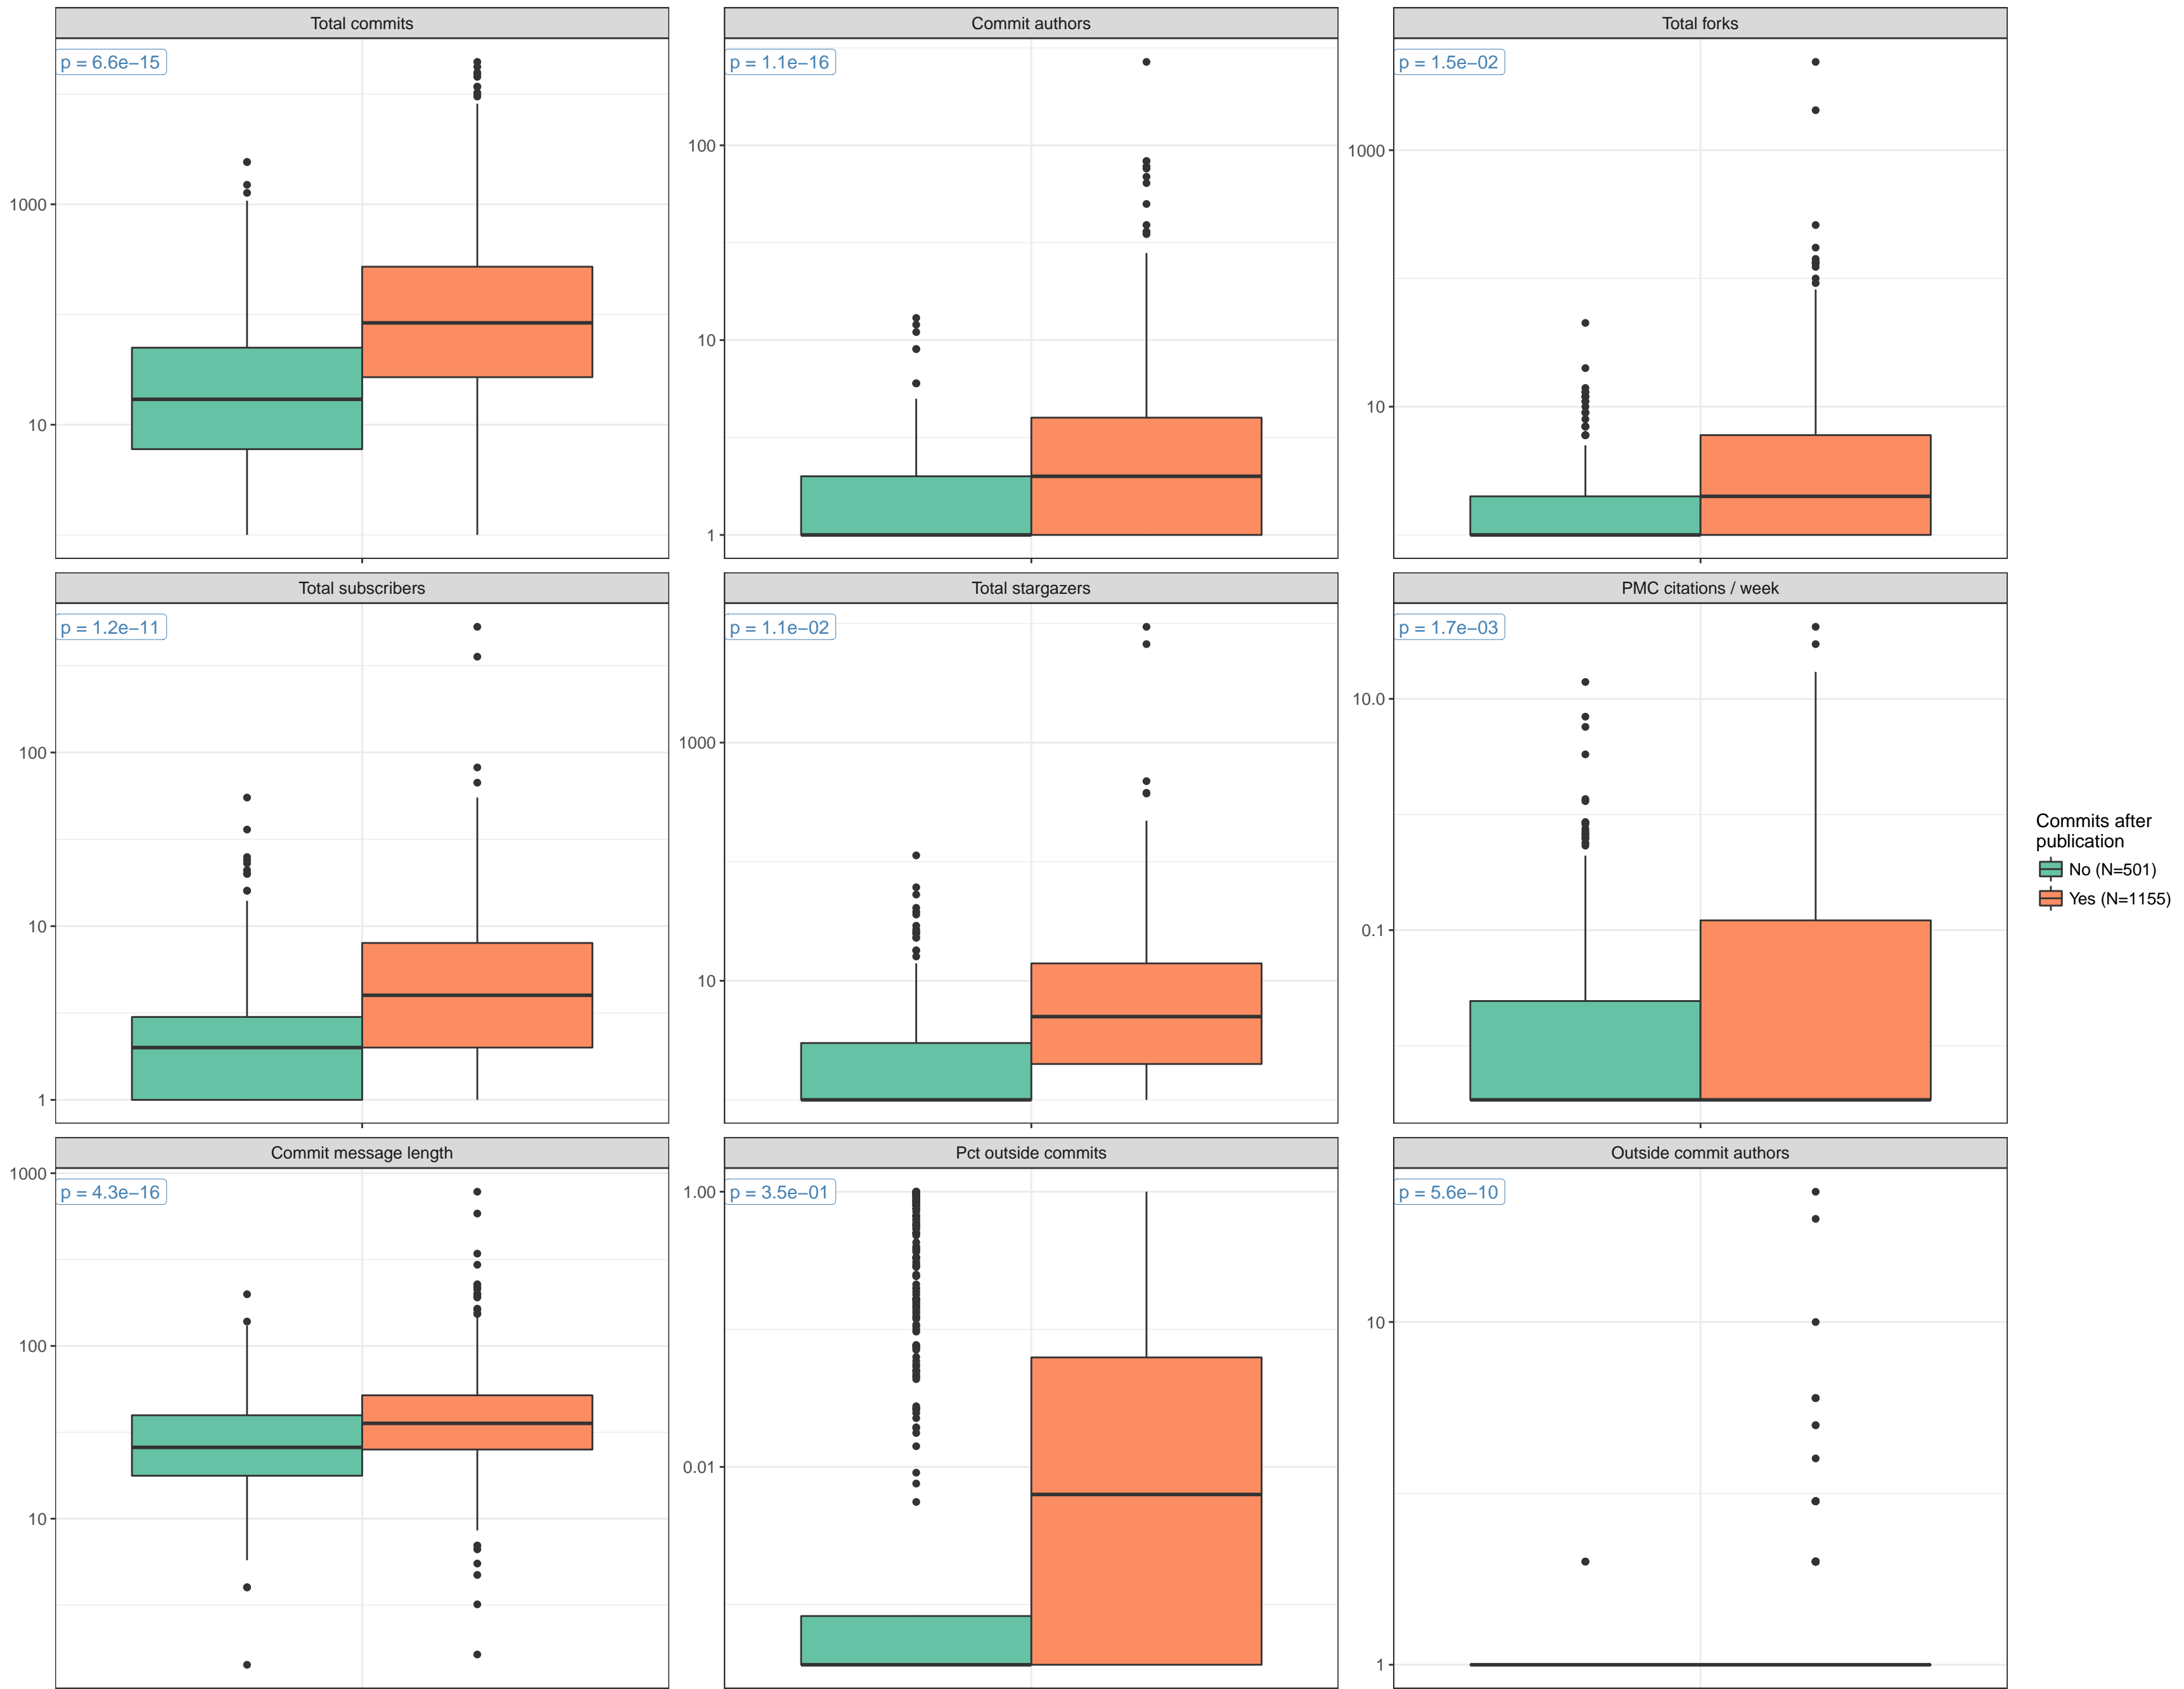 Total commits
p = 6.6e−15
1000
10
Commit authors
p = 1.1e−16
100
10
1
Total forks
p = 1.5e−02
1000
10
Total subscribers
p = 1.2e−11
100
10
1
Total stargazers
p = 1.1e−02
1000
10
PMC citations / week
p = 1.7e−03
10.0
0.1
Commit message length
p = 4.3e−16
1000
100
10
Pct outside commits
p = 3.5e−01
1.00
0.01
Outside commit authors
p = 5.6e−10
10
1
Commits after
publication
No (N=501)
Yes (N=1155)